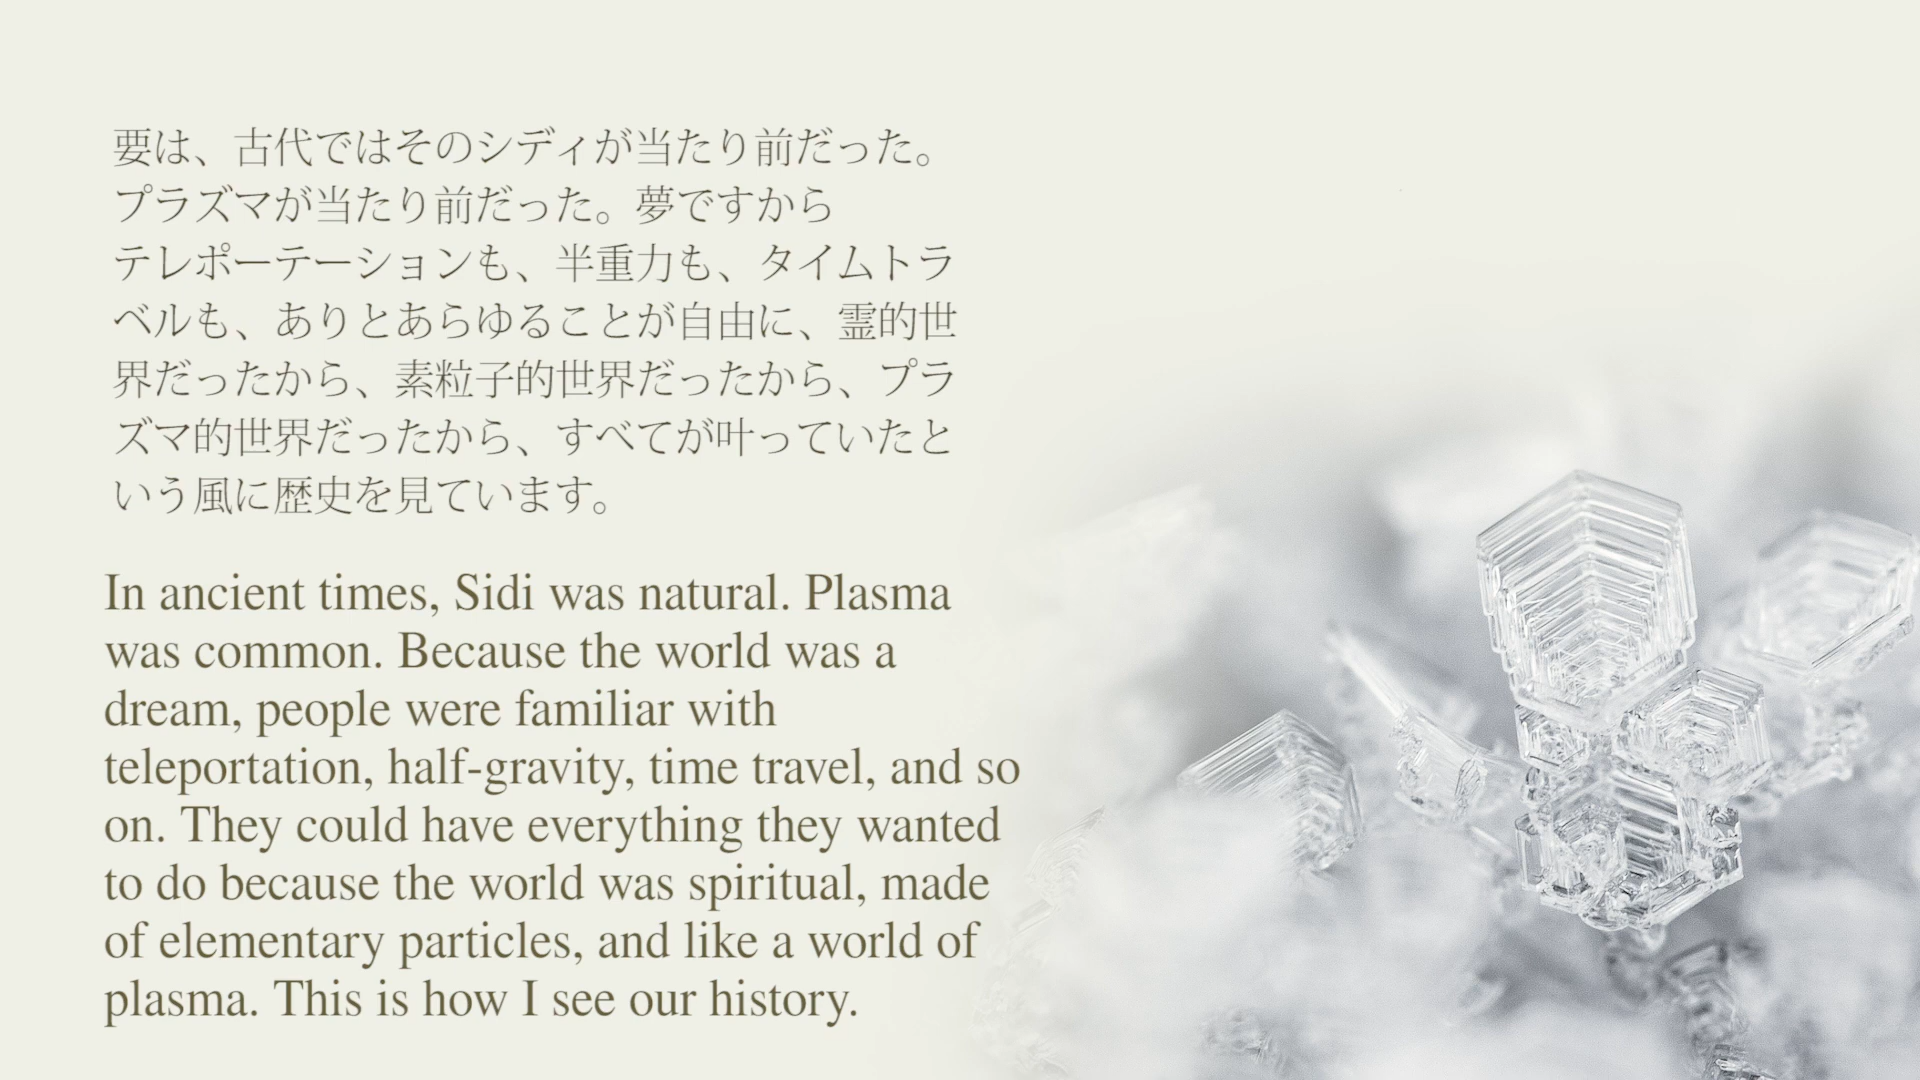 要は、古代ではそのシディが当たり前だった。
プラズマが当たり前だった。夢ですから
テレポーテーションも、半重力も、タイムトラ
ベルも、ありとあらゆることが自由に、霊的世
界だったから、素粒子的世界だったから、プラ
ズマ的世界だったから、すべてが叶っていたと
いう風に歴史を見ています。
In ancient times, Sidi was natural. Plasma
was common. Because the world was a
dream, people were familiar with
teleportation, half-gravity, time travel, and so
on. They could have everything they wanted
to do because the world was spiritual, made
of elementary particles, and like a world of
plasma. This is how I see our history.